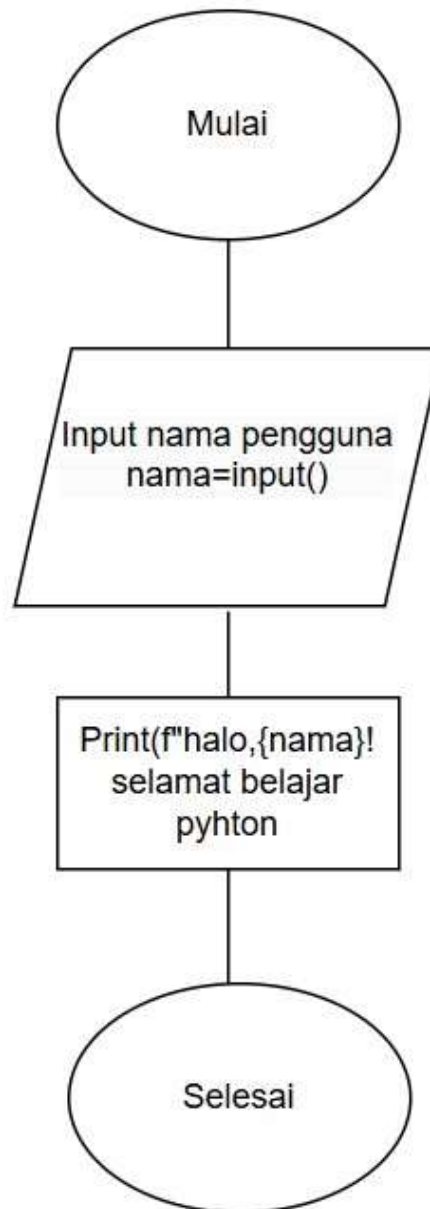 Mulai
Input nama pengguna
nama=input()
Print(f"halo,{nama}!
selamat belajar
pyhton
Selesai